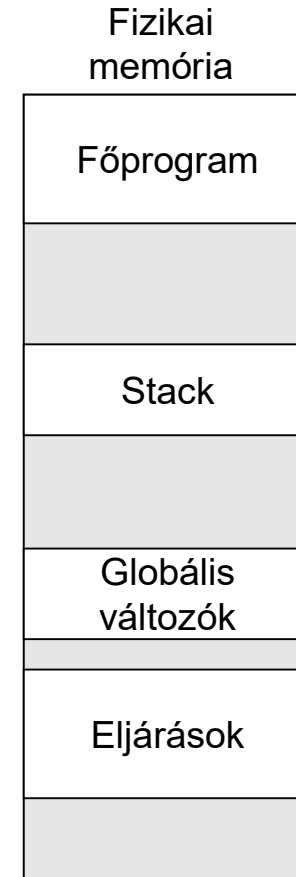 Fizikai
memória
Főprogram
Stack
Globális
változók
Eljárások